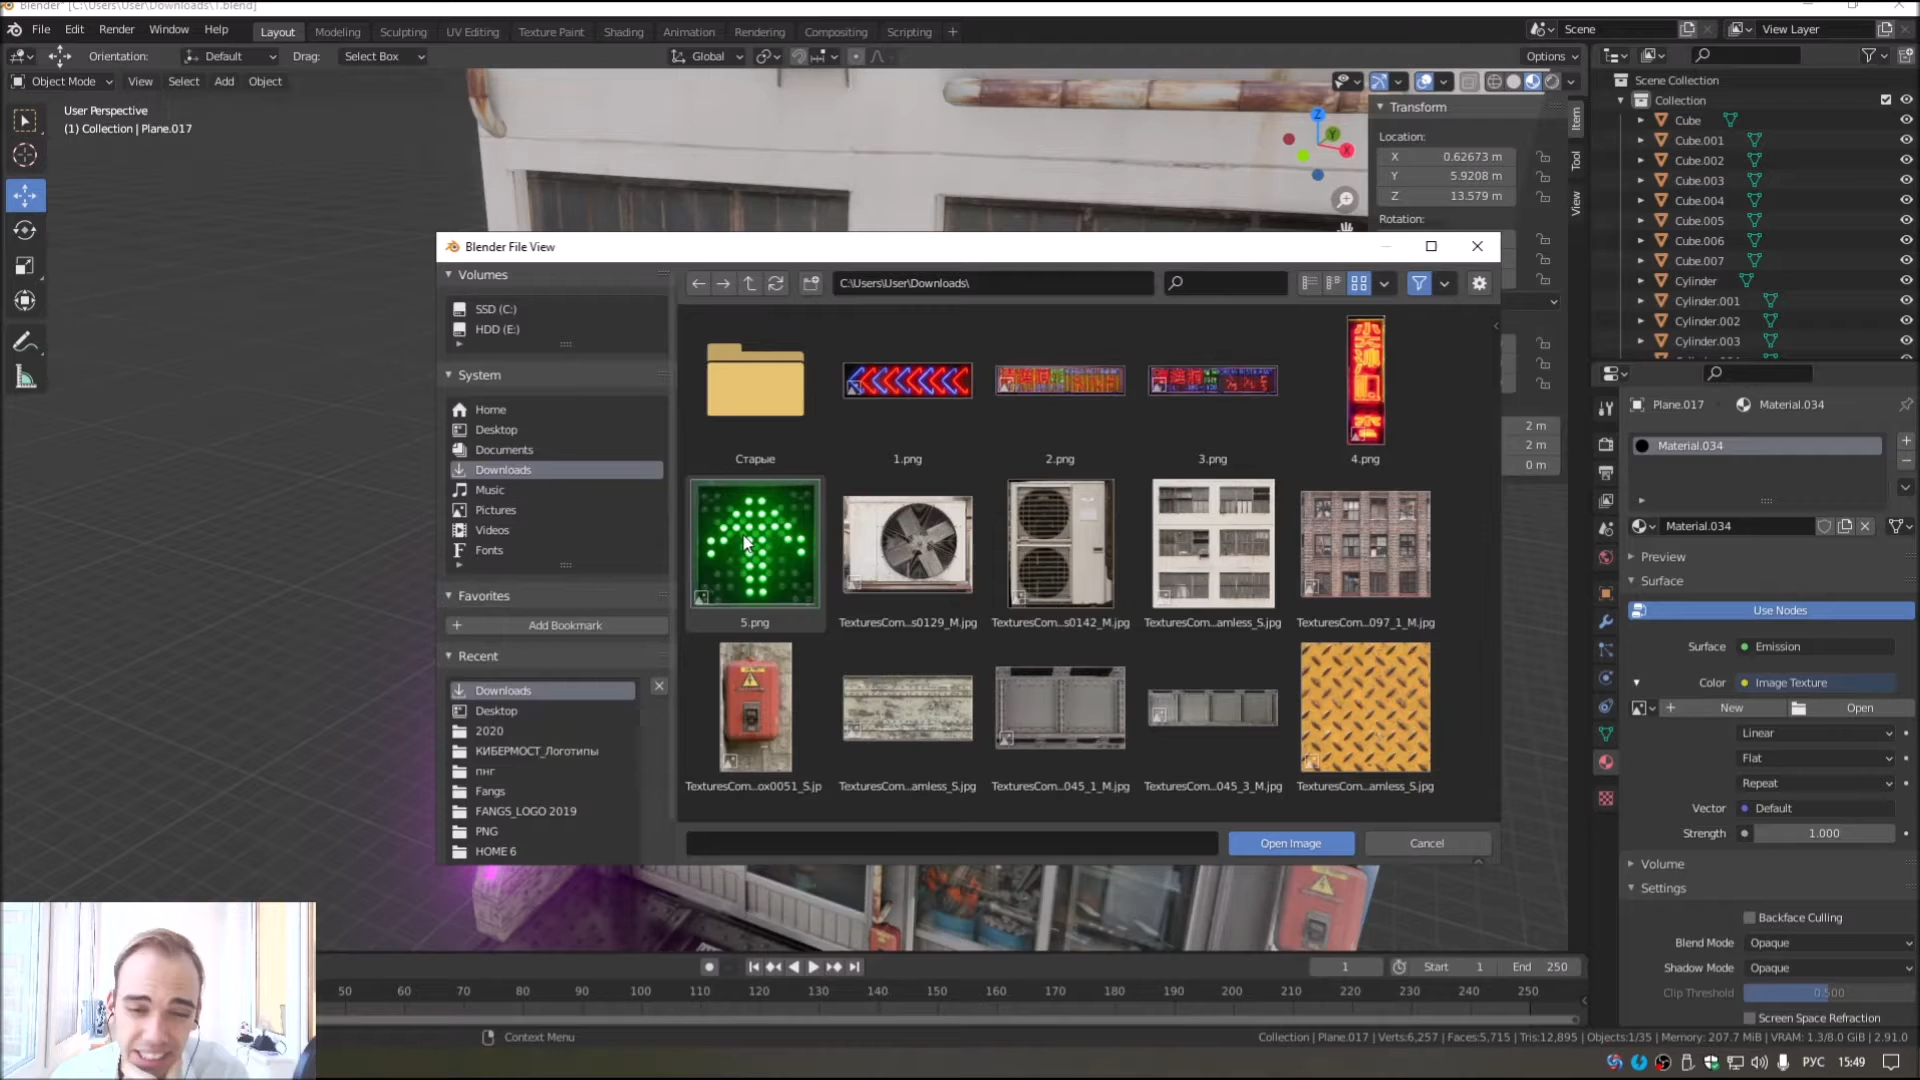 Blender* [C:\Users\User\Downloads\1.blend]
File Edit Render Window Help
Layout Modeling Sculpting UV Editing Texture Paint Shading Animation Rendering Compositing Scripting +
Scene
View Layer
Orientation: Default Drag: Select Box
Global
Options
Object Mode View Select Add Object
User Perspective
(1) Collection | Plane.017
Transform
Location:
X 0.62673 m
Y 5.9208 m
Z 13.579 m
Rotation:
2 m
2 m
0 m
Item
Tool
View
Scene Collection
Collection
Cube
Cube.001
Cube.002
Cube.003
Cube.004
Cube.005
Cube.006
Cube.007
Cylinder
Cylinder.001
Cylinder.002
Cylinder.003
Blender File View
Volumes
SSD (C:)
HDD (E:)
System
Home
Desktop
Documents
Downloads
Music
Pictures
Videos
Fonts
Favorites
Add Bookmark
Recent
Downloads
Desktop
2020
КИБЕРМОСТ_Логотипы
пнг
Fangs
FANGS_LOGO 2019
PNG
HOME 6
C:\Users\User\Downloads\
Старые
1.png
2.png
3.png
4.png
5.png
TexturesCom...s0129_M.jpg
TexturesCom...s0142_M.jpg
TexturesCom...amless_S.jpg
TexturesCom...097_1_M.jpg
TexturesCom...ox0051_S.jp
TexturesCom...amless_S.jpg
TexturesCom...045_1_M.jpg
TexturesCom...045_3_M.jpg
TexturesCom...amless_S.jpg
Open Image
Cancel
Plane.017 Material.034
Material.034
Material.034
Preview
Surface
Use Nodes
Surface Emission
Color Image Texture
New Open
Linear
Flat
Repeat
Vector Default
Strength 1.000
Volume
Settings
Backface Culling
Blend Mode Opaque
Shadow Mode Opaque
Clip Threshold 0.500
Screen Space Refraction
1 Start 1 End 250
50 60 70 80 90 100 110 120 130 140 150 160 170 180 190 200 210 220 230 240 250
Context Menu
Collection | Plane.017 | Verts:6,257 | Faces:5,715 | Tris:12,895 | Objects:1/35 | Memory: 207.7 MiB | VRAM: 1.3/8.0 GiB | 2.91.0
РУС 15:49